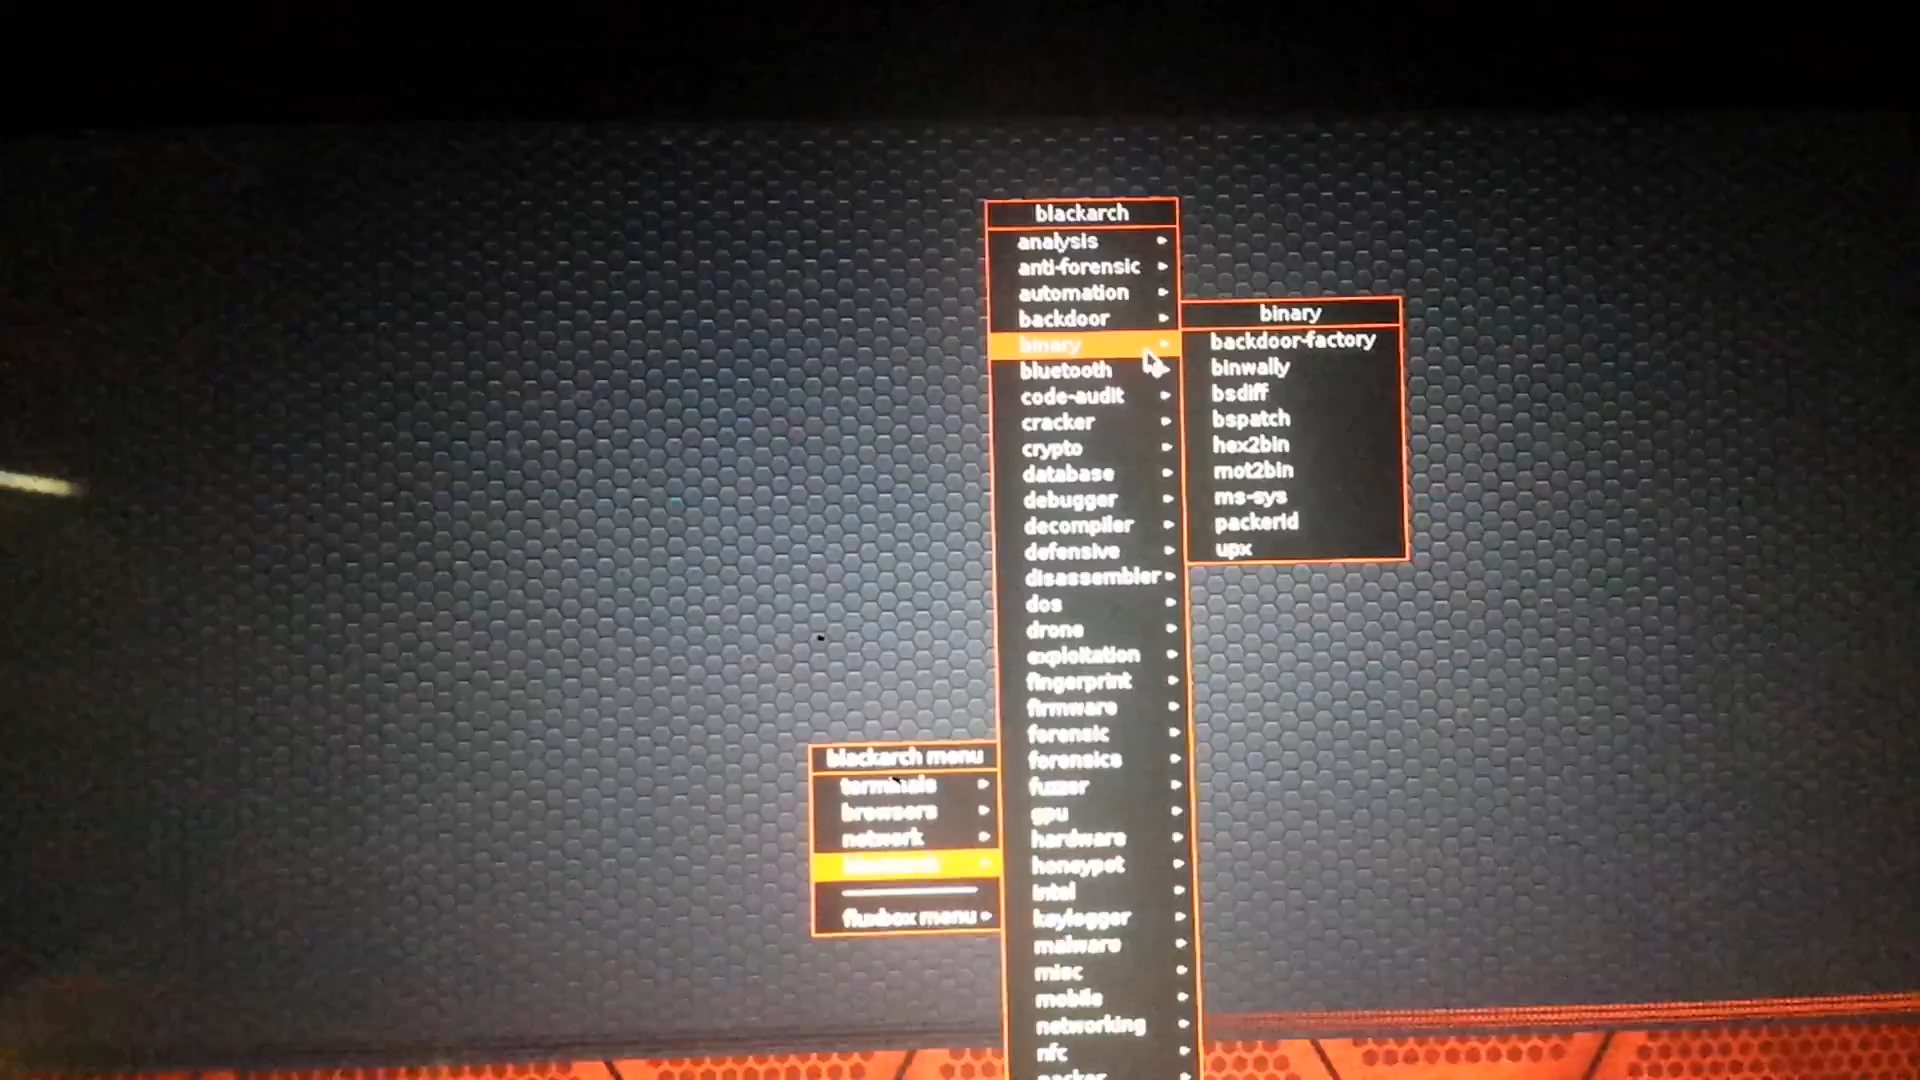 blackarch
analysis
anti-forensic
automation
backdoor
binary
bluetooth
code-audit
cracker
crypto
database
debugger
decompiler
defensive
disassembler
dos
drone
exploitation
fingerprint
firmware
forensic
forensics
fuzzer
gpu
hardware
honeypot
intel
keylogger
malware
misc
mobile
networking
nfc
packer
binary
backdoor-factory
binwally
bsdiff
bspatch
hex2bin
mot2bin
ms-sys
packerid
upx
blackarch menu
terminals
browsers
network
blackarch
fluxbox menu